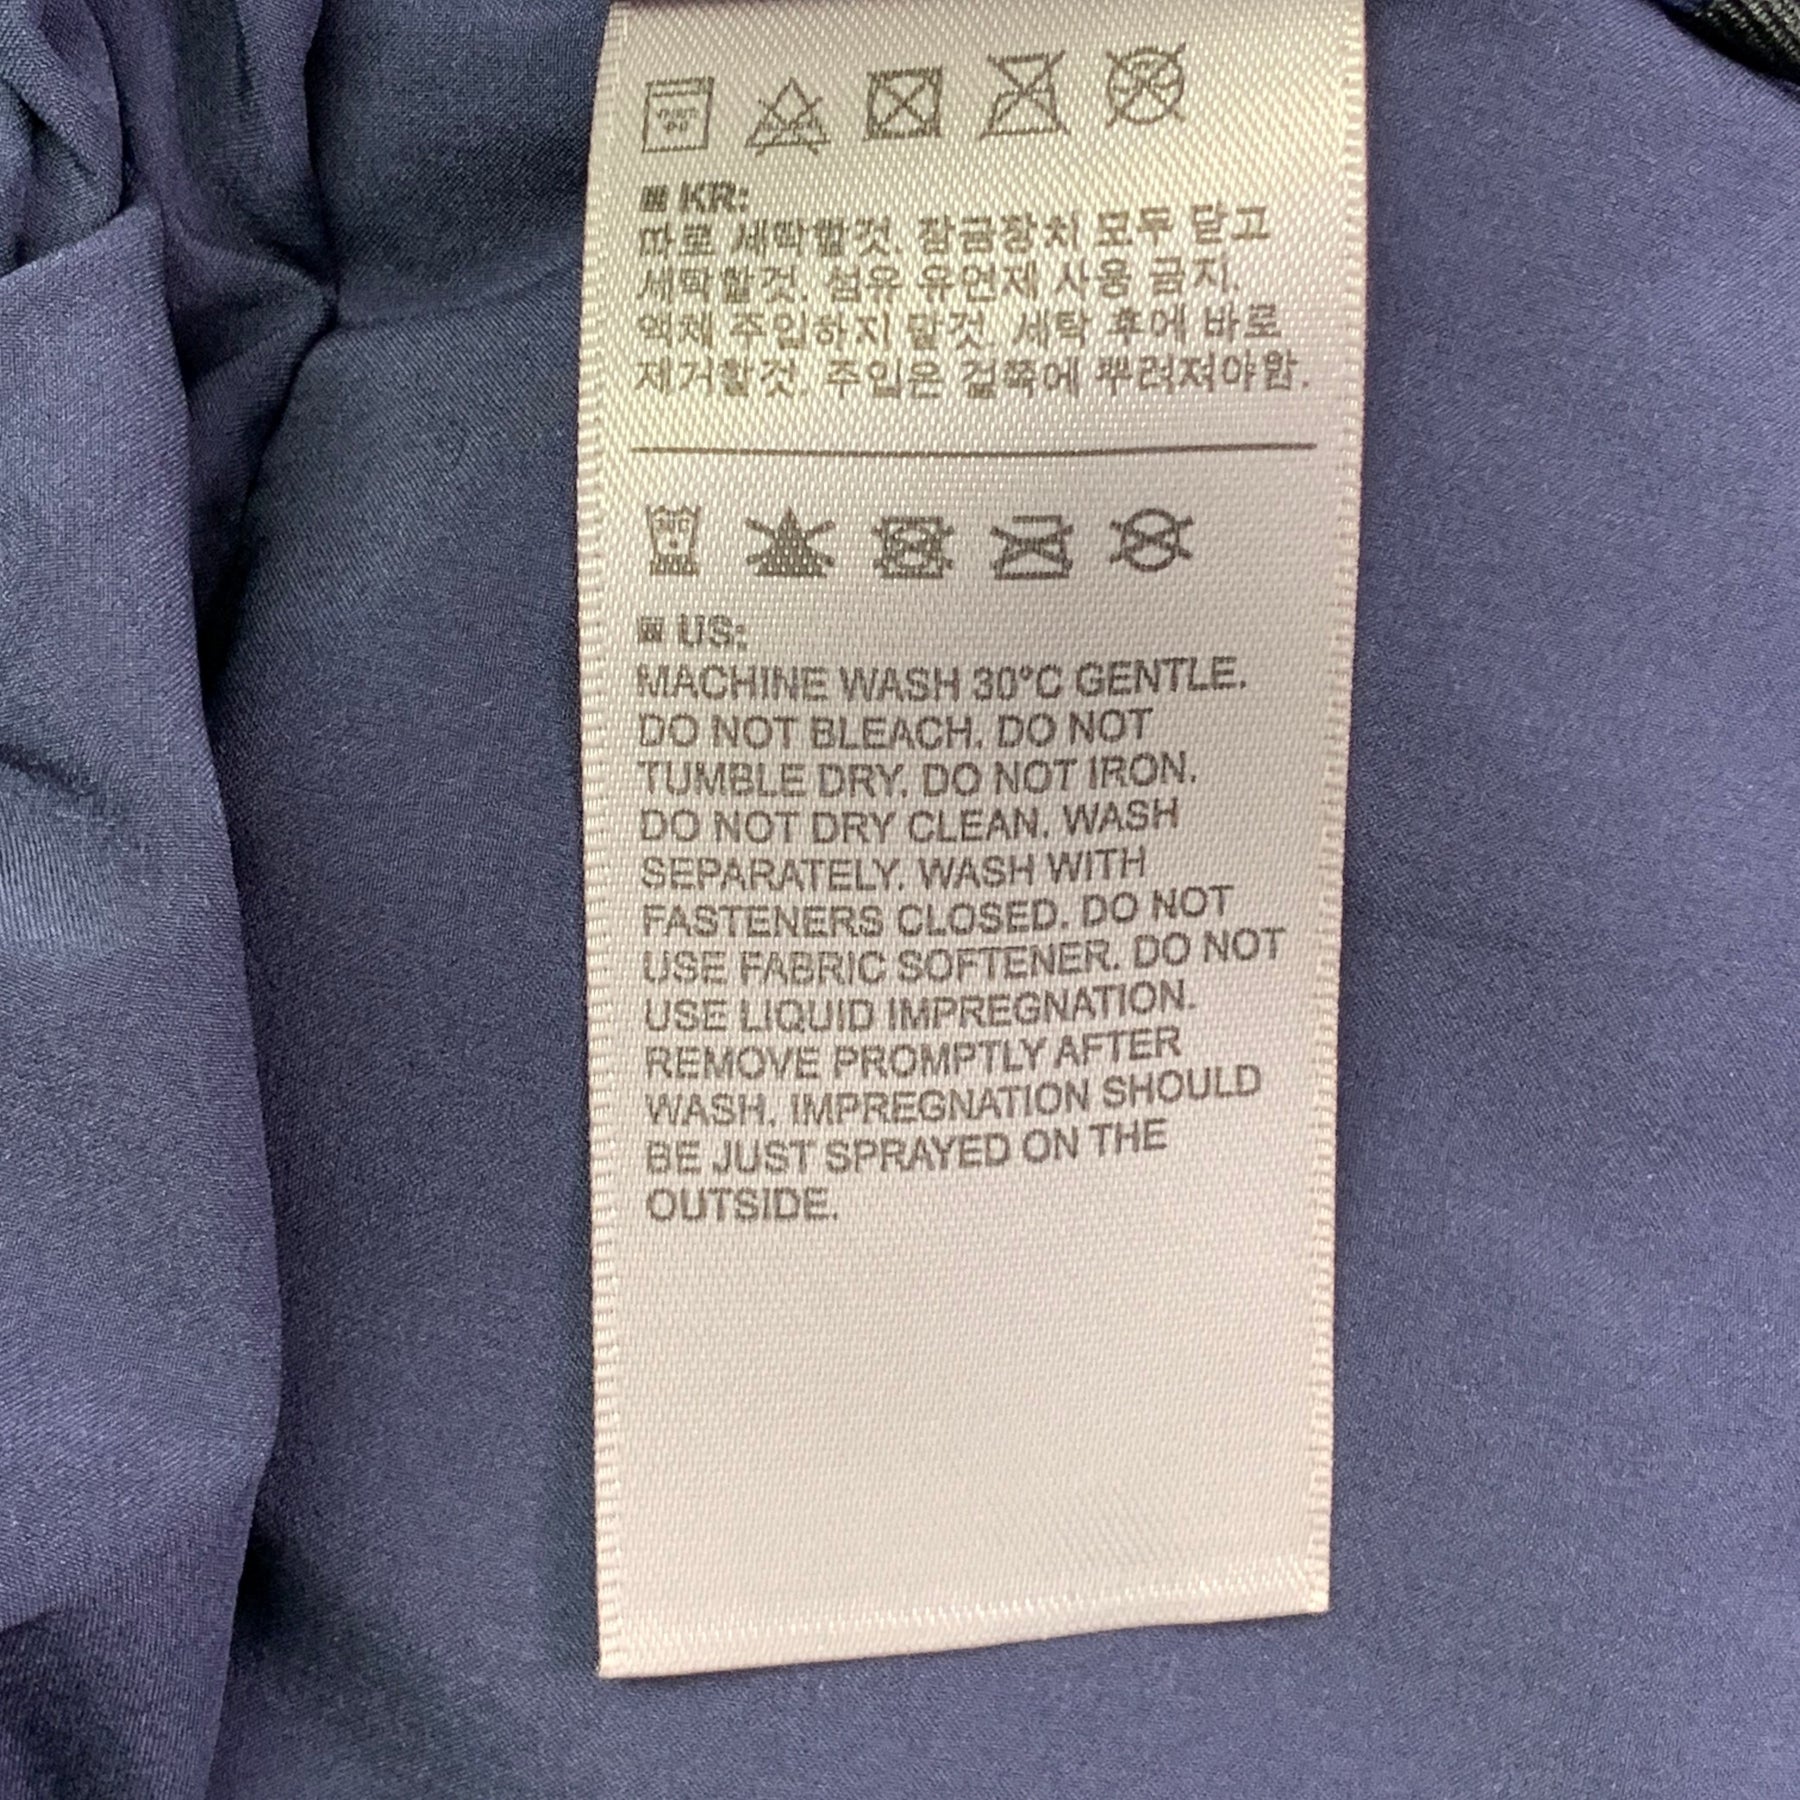 KR:
따로 세탁할것. 잠금장치 모두 닫고
세탁할것. 섬유 유연제 사용 금지.
액체 주입하지 말것. 세탁 후에 바로
제거할것. 주입은 겉쪽에 뿌려져야함.
30°C
US:
MACHINE WASH 30°C GENTLE.
DO NOT BLEACH. DO NOT
TUMBLE DRY. DO NOT IRON.
DO NOT DRY CLEAN. WASH
SEPARATELY. WASH WITH
FASTENERS CLOSED. DO NOT
USE FABRIC SOFTENER. DO NOT
USE LIQUID IMPREGNATION.
REMOVE PROMPTLY AFTER
WASH. IMPREGNATION SHOULD
BE JUST SPRAYED ON THE
OUTSIDE.